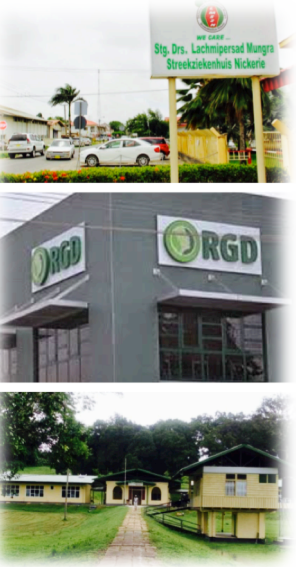 WE CARE ...
Stg. Drs. Lachmipersad Mungra
Streekziekenhuis Nickerie
RGD
RGD